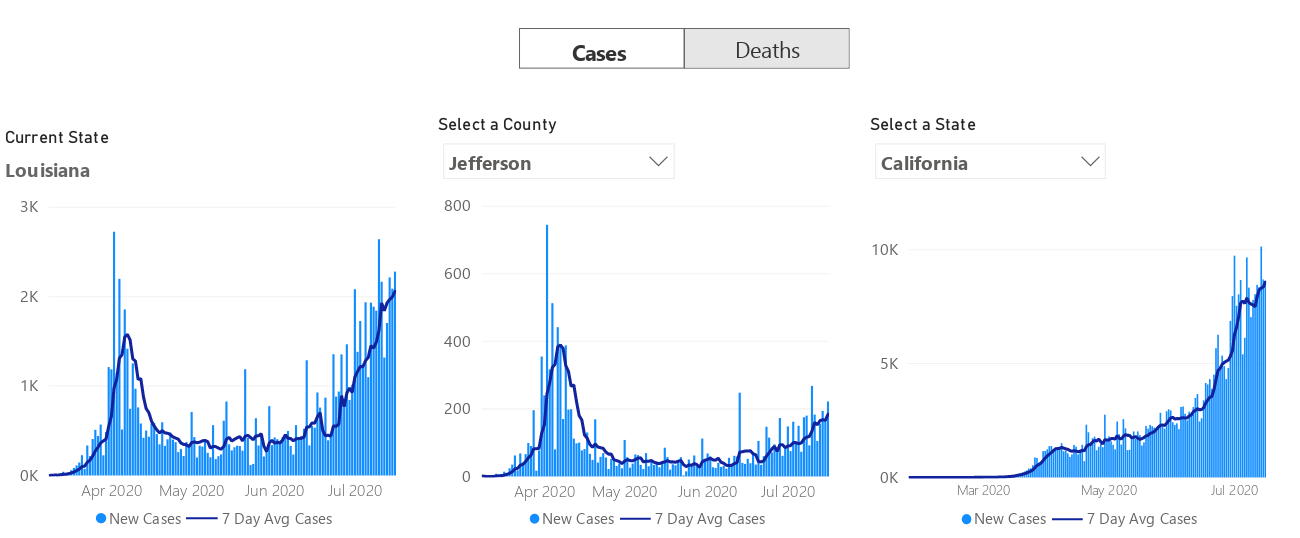 Cases
Deaths
Current State
Louisiana
3K
2K
1K
0K
Apr 2020 May 2020 Jun 2020 Jul 2020
New Cases 7 Day Avg Cases
Select a County
Jefferson
800
600
400
200
0
Apr 2020 May 2020 Jun 2020 Jul 2020
New Cases 7 Day Avg Cases
Select a State
California
10K
5K
0K
Mar 2020 May 2020 Jul 2020
New Cases 7 Day Avg Cases